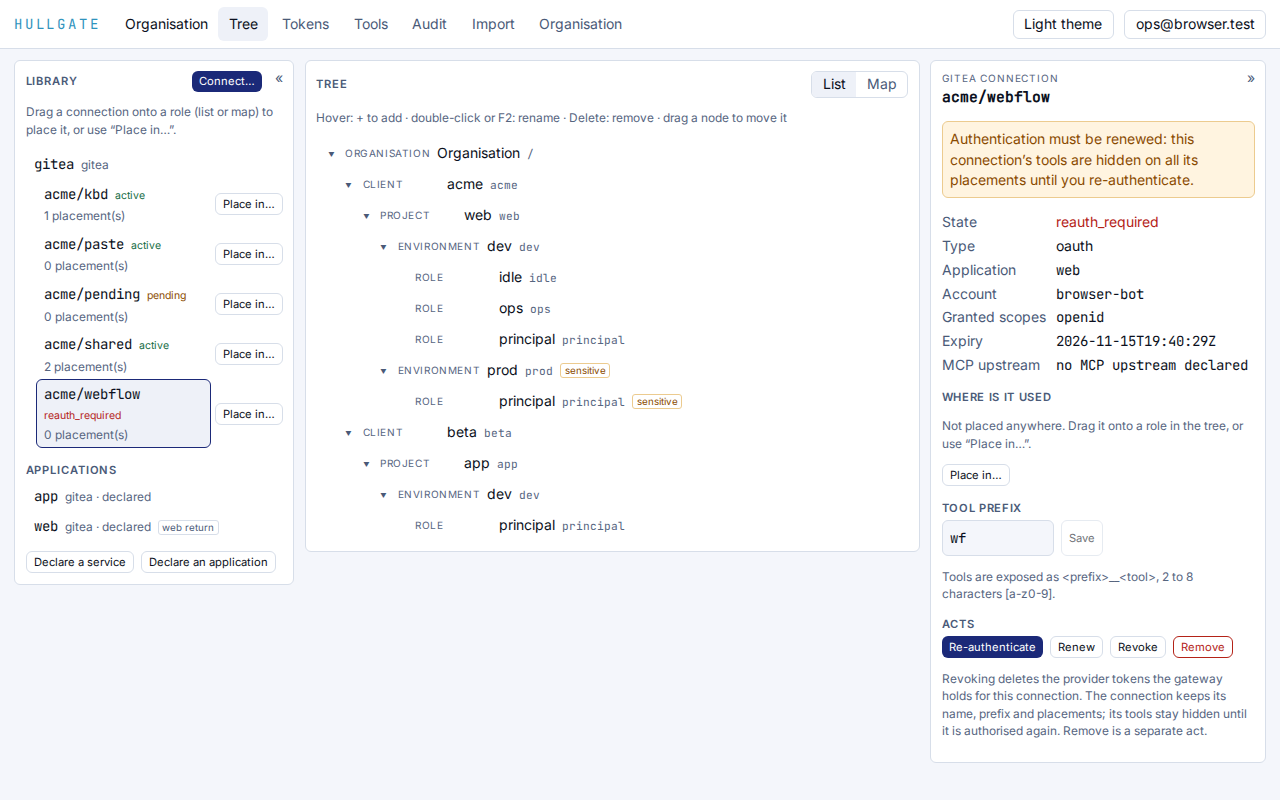 HULLGATE Organisation Tree Tokens Tools Audit Import Organisation Light theme ops@browser.test
LIBRARY Connect... «
Drag a connection onto a role (list or map) to
place it, or use “Place in...”.
gitea gitea
acme/kbd active
1 placement(s)
Place in...
acme/paste active
0 placement(s)
Place in...
acme/pending pending
0 placement(s)
Place in...
acme/shared active
2 placement(s)
Place in...
acme/webflow
reauth_required
0 placement(s)
Place in...
APPLICATIONS
app gitea · declared
web gitea · declared web return
Declare a service Declare an application
TREE List Map
Hover: + to add · double-click or F2: rename · Delete: remove · drag a node to move it
▾ ORGANISATION Organisation /
▾ CLIENT acme acme
▾ PROJECT web web
▾ ENVIRONMENT dev dev
ROLE idle idle
ROLE ops ops
ROLE principal principal
▾ ENVIRONMENT prod prod sensitive
ROLE principal principal sensitive
▾ CLIENT beta beta
▾ PROJECT app app
▾ ENVIRONMENT dev dev
ROLE principal principal
GITEA CONNECTION »
acme/webflow
Authentication must be renewed: this
connection’s tools are hidden on all its
placements until you re-authenticate.
State reauth_required
Type oauth
Application web
Account browser-bot
Granted scopes openid
Expiry 2026-11-15T19:40:29Z
MCP upstream no MCP upstream declared
WHERE IS IT USED
Not placed anywhere. Drag it onto a role in the tree, or
use “Place in...”.
Place in...
TOOL PREFIX
wf Save
Tools are exposed as <prefix>__<tool>, 2 to 8
characters [a-z0-9].
ACTS
Re-authenticate Renew Revoke Remove
Revoking deletes the provider tokens the gateway
holds for this connection. The connection keeps its
name, prefix and placements; its tools stay hidden until
it is authorised again. Remove is a separate act.